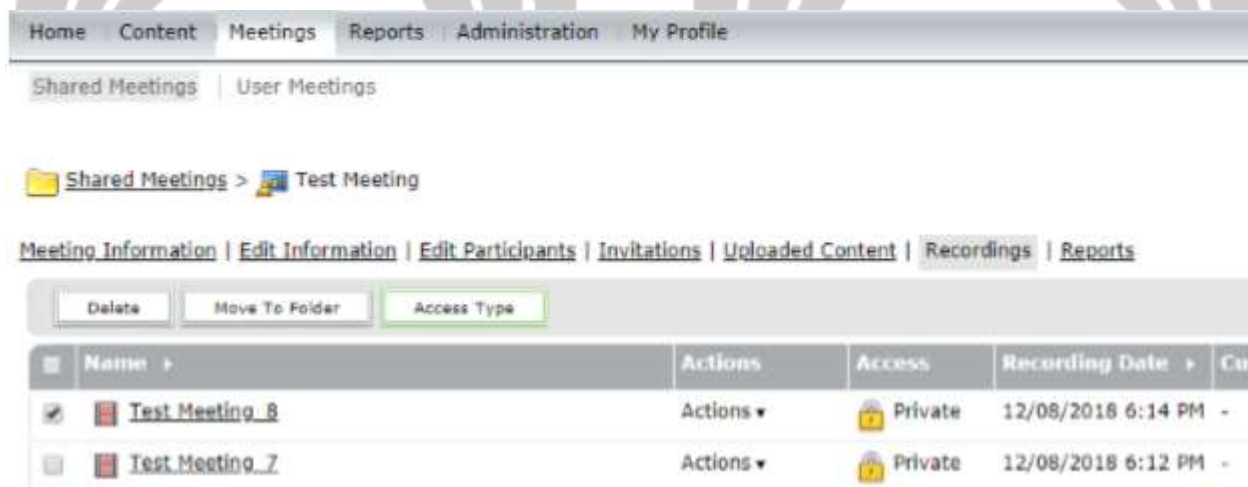 Home Content Meetings Reports Administration My Profile
Shared Meetings | User Meetings
Shared Meetings > Test Meeting
Meeting Information | Edit Information | Edit Participants | Invitations | Uploaded Content | Recordings | Reports
Delete Move To Folder Access Type
Name Actions Access Recording Date Cu
Test Meeting_8 Actions Private 12/08/2018 6:14 PM -
Test Meeting_7 Actions Private 12/08/2018 6:12 PM -